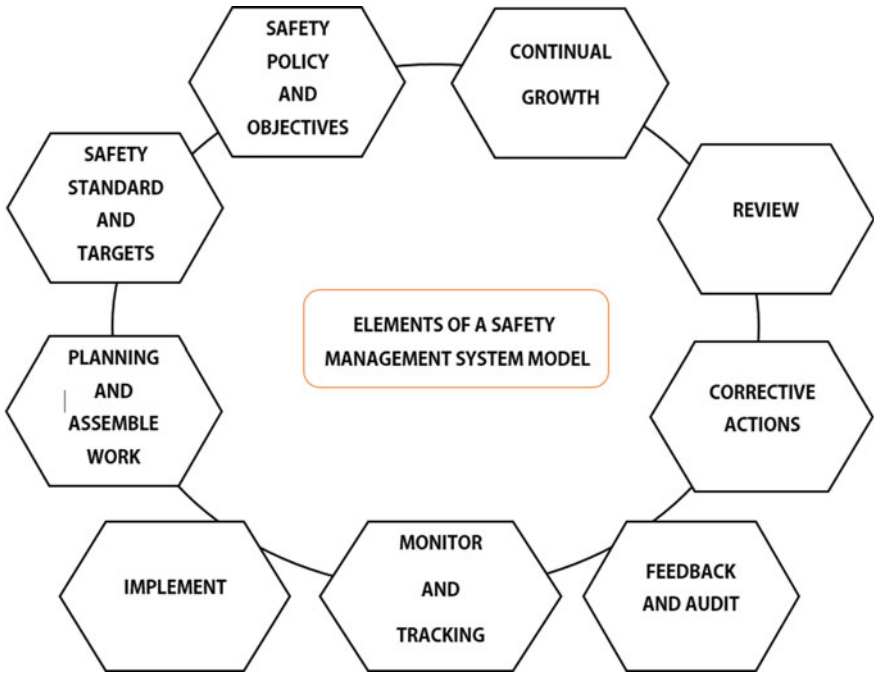 SAFETY
POLICY
AND
OBJECTIVES
CONTINUAL
GROWTH
REVIEW
CORRECTIVE
ACTIONS
FEEDBACK
AND AUDIT
MONITOR
AND
TRACKING
IMPLEMENT
PLANNING
AND
ASSEMBLE
WORK
SAFETY
STANDARD
AND
TARGETS
ELEMENTS OF A SAFETY
MANAGEMENT SYSTEM MODEL